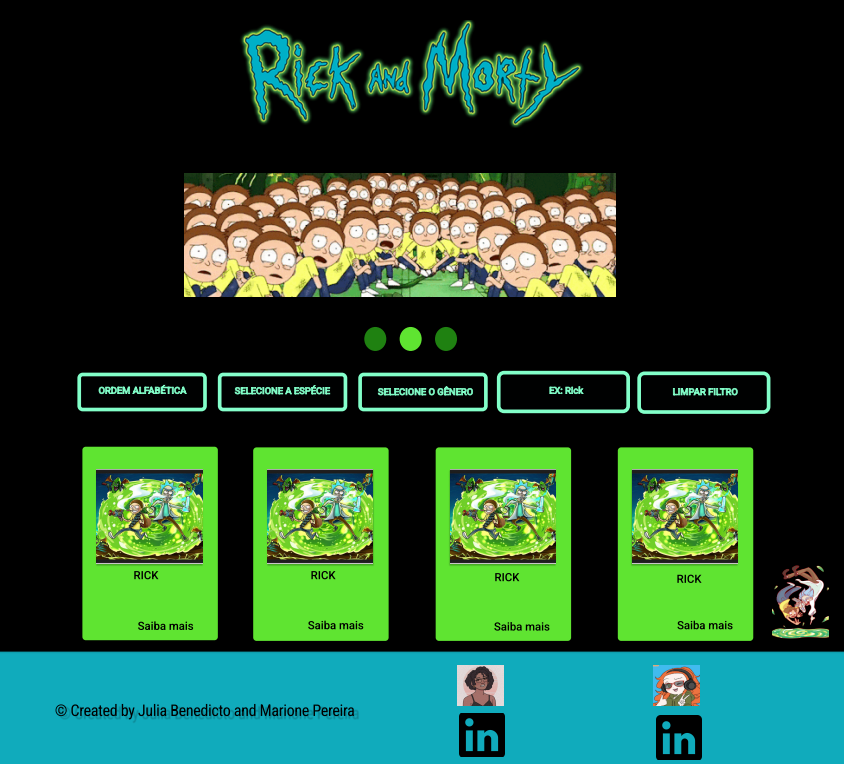 Rick and Morty
ORDEM ALFABÉTICA
SELECIONE A ESPÉCIE
SELECIONE O GÊNERO
EX: Rick
LIMPAR FILTRO
RICK
RICK
RICK
RICK
Saiba mais
Saiba mais
Saiba mais
Saiba mais
© Created by Julia Benedicto and Marione Pereira
in
in